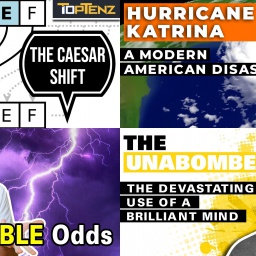 E F
TOPTENZ
THE CAESAR
SHIFT
E F
HURRICANE
KATRINA
A MODERN
AMERICAN DISAS
BLE Odds
THE
UNABOMBE
THE DEVASTATING
USE OF A
BRILLIANT MIND